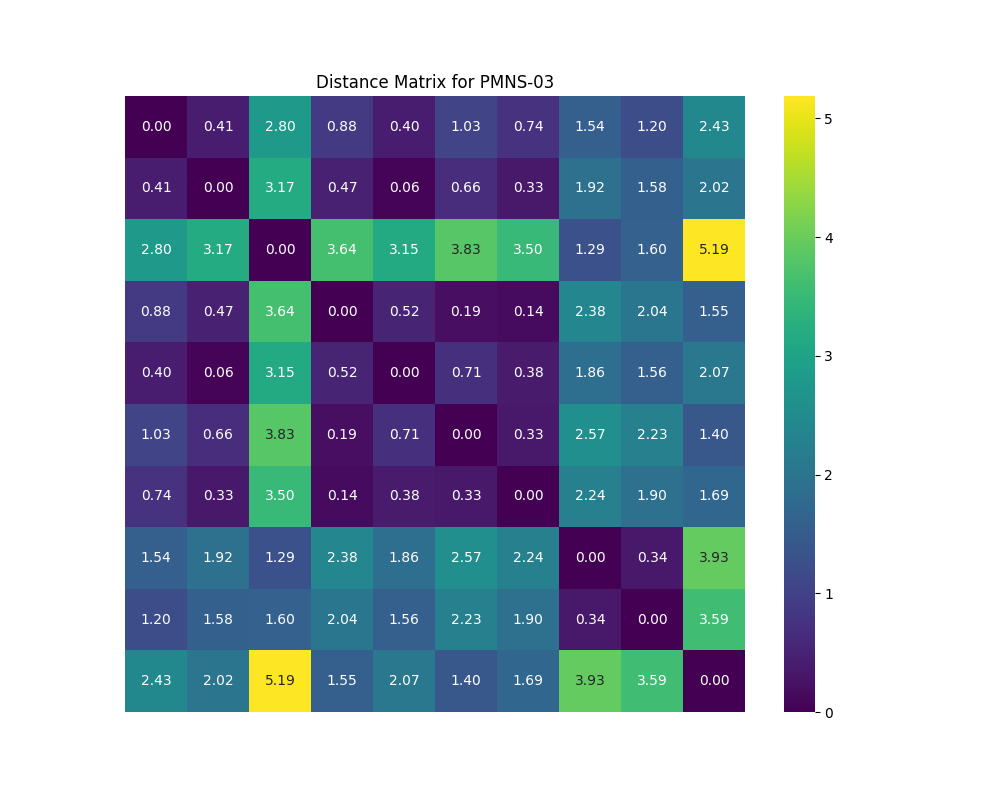 Distance Matrix for PMNS-03
0.00 0.41 2.80 0.88 0.40 1.03 0.74 1.54 1.20 2.43
0.41 0.00 3.17 0.47 0.06 0.66 0.33 1.92 1.58 2.02
2.80 3.17 0.00 3.64 3.15 3.83 3.50 1.29 1.60 5.19
0.88 0.47 3.64 0.00 0.52 0.19 0.14 2.38 2.04 1.55
0.40 0.06 3.15 0.52 0.00 0.71 0.38 1.86 1.56 2.07
1.03 0.66 3.83 0.19 0.71 0.00 0.33 2.57 2.23 1.40
0.74 0.33 3.50 0.14 0.38 0.33 0.00 2.24 1.90 1.69
1.54 1.92 1.29 2.38 1.86 2.57 2.24 0.00 0.34 3.93
1.20 1.58 1.60 2.04 1.56 2.23 1.90 0.34 0.00 3.59
2.43 2.02 5.19 1.55 2.07 1.40 1.69 3.93 3.59 0.00
5
4
3
2
1
0